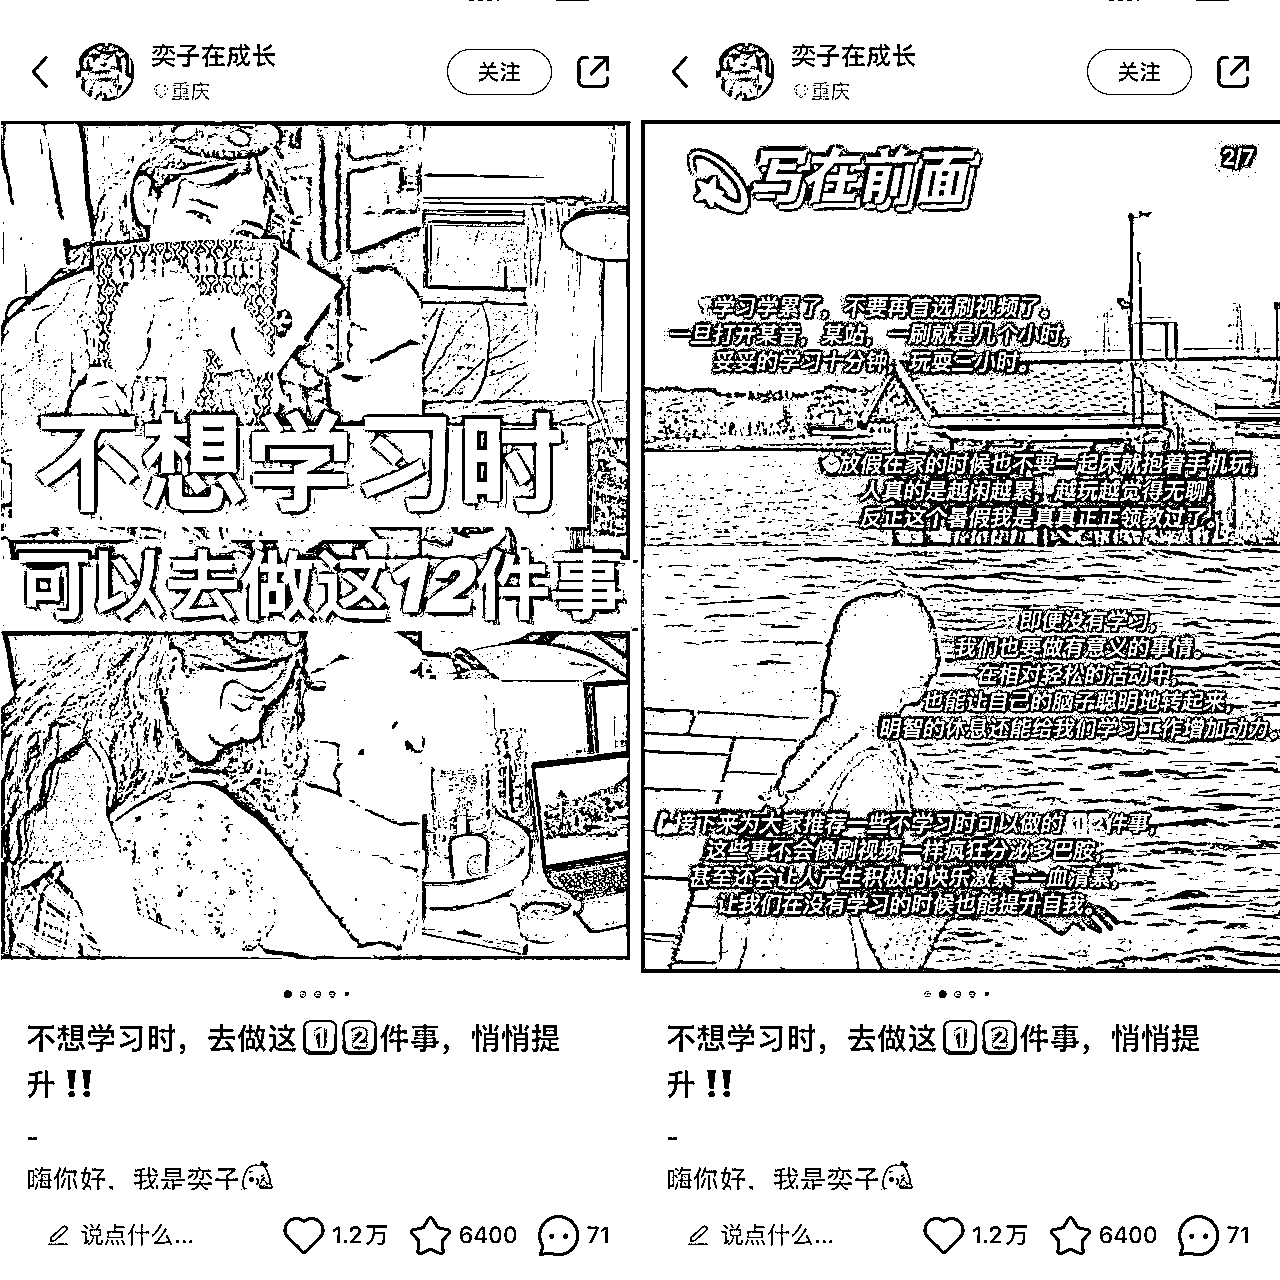 奕子在成长
重庆
关注
不想学习时
可以去做这12件事
不想学习时，去做这12件事，悄悄提
升!!
-
嗨你好，我是奕子
说点什么...
1.2万
6400
71
奕子在成长
重庆
关注
写在前面
2/7
学习学累了，不要再首选刷视频了。
一旦打开某音，某站，一刷就是几个小时，
妥妥的学习十分钟，玩耍三小时。
放假在家的时候也不要一起床就抱着手机玩，
人真的是越闲越累，越玩越觉得无聊，
反正这个暑假我是真真正正领教过了。
即便没有学习，
我们也要做有意义的事情。
在相对轻松的活动中，
也能让自己的脑子聪明地转起来，
明智的休息还能给我们学习工作增加动力。
接下来为大家推荐一些不学习时可以做的12件事，
这些事不会像刷视频一样疯狂分泌多巴胺，
甚至还会让人产生积极的快乐激素——血清素，
让我们在没有学习的时候也能提升自我。
不想学习时，去做这12件事，悄悄提
升!!
-
嗨你好，我是奕子
说点什么...
1.2万
6400
71